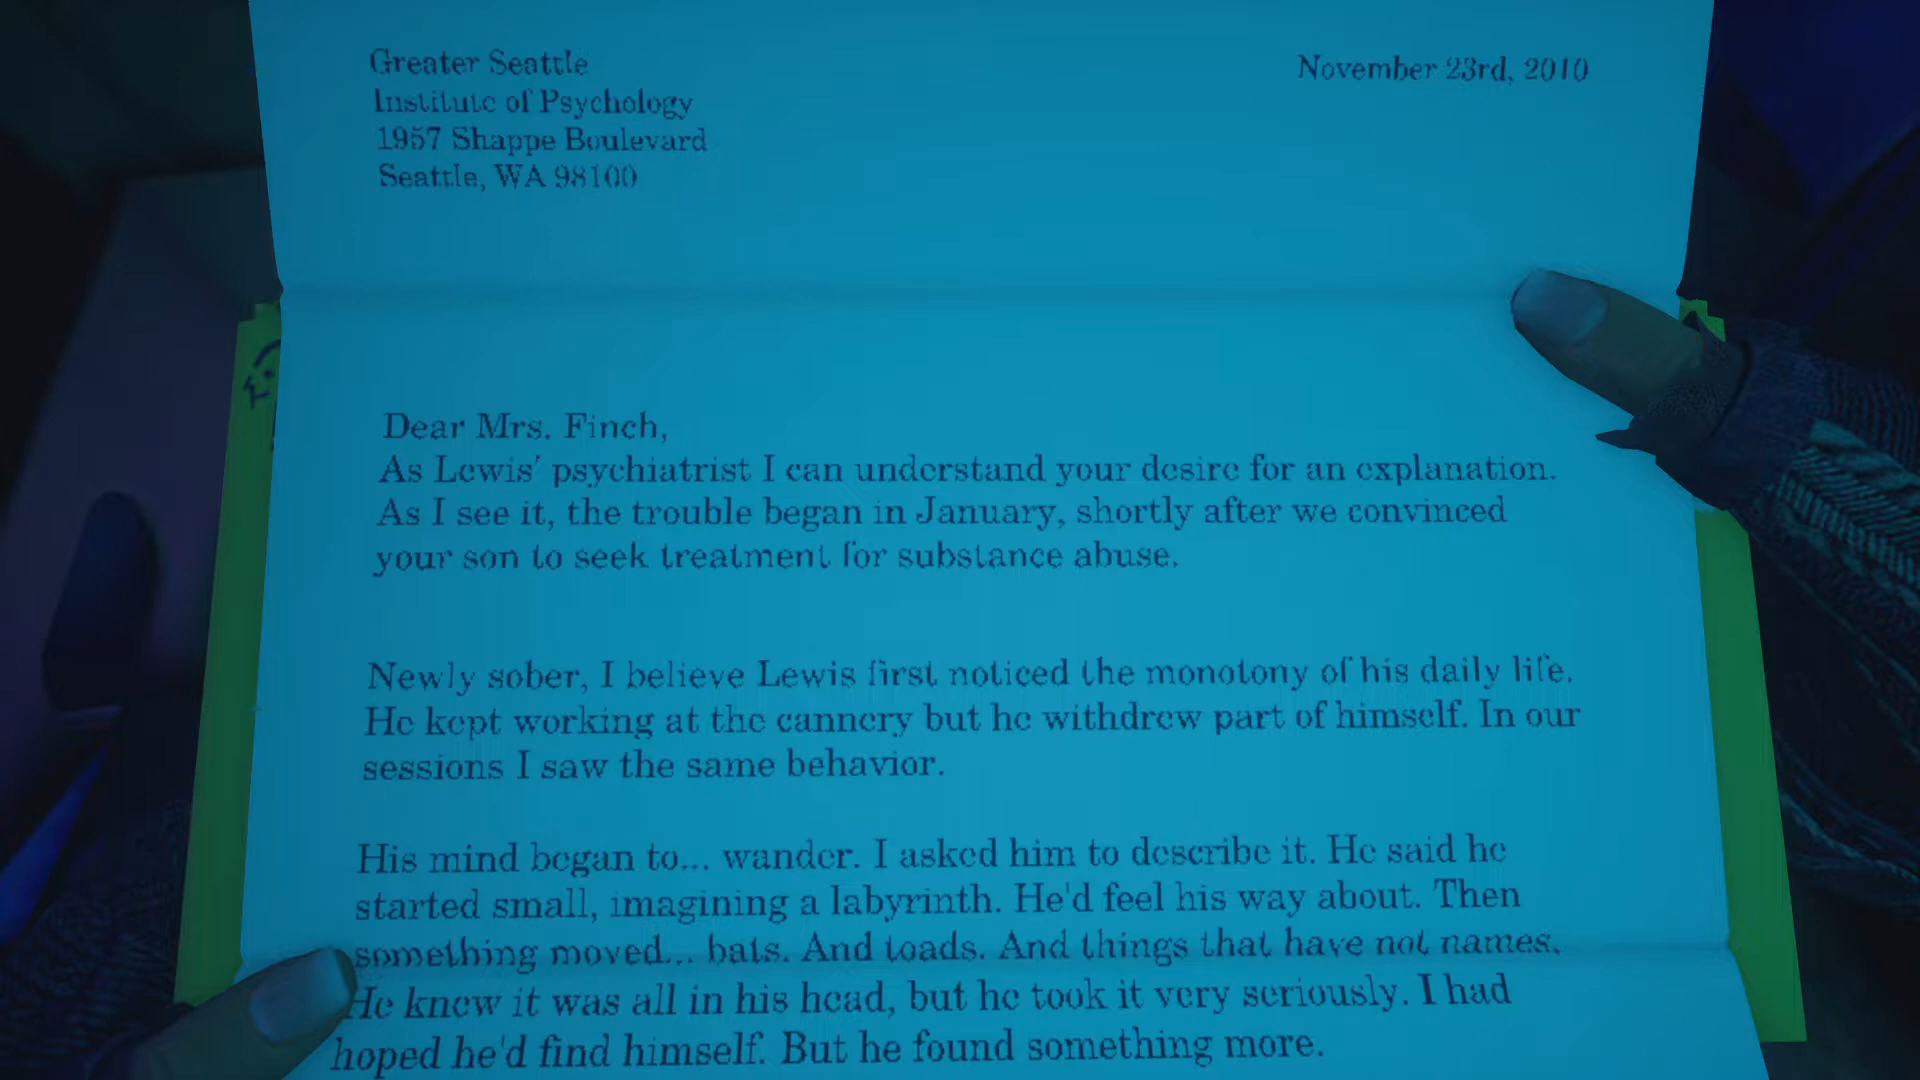 Greater Seattle
Institute of Psychology
1957 Shappe Boulevard
Seattle, WA 98100
November 23rd, 2010
Dear Mrs. Finch,
As Lewis' psychiatrist I can understand your desire for an explanation.
As I see it, the trouble began in January, shortly after we convinced
your son to seek treatment for substance abuse.
Newly sober, I believe Lewis first noticed the monotony of his daily life.
He kept working at the cannery but he withdrew part of himself. In our
sessions I saw the same behavior.
His mind began to... wander. I asked him to describe it. He said he
started small, imagining a labyrinth. He'd feel his way about. Then
something moved... bats. And toads. And things that have not names.
He knew it was all in his head, but he took it very seriously. I had
hoped he'd find himself. But he found something more.